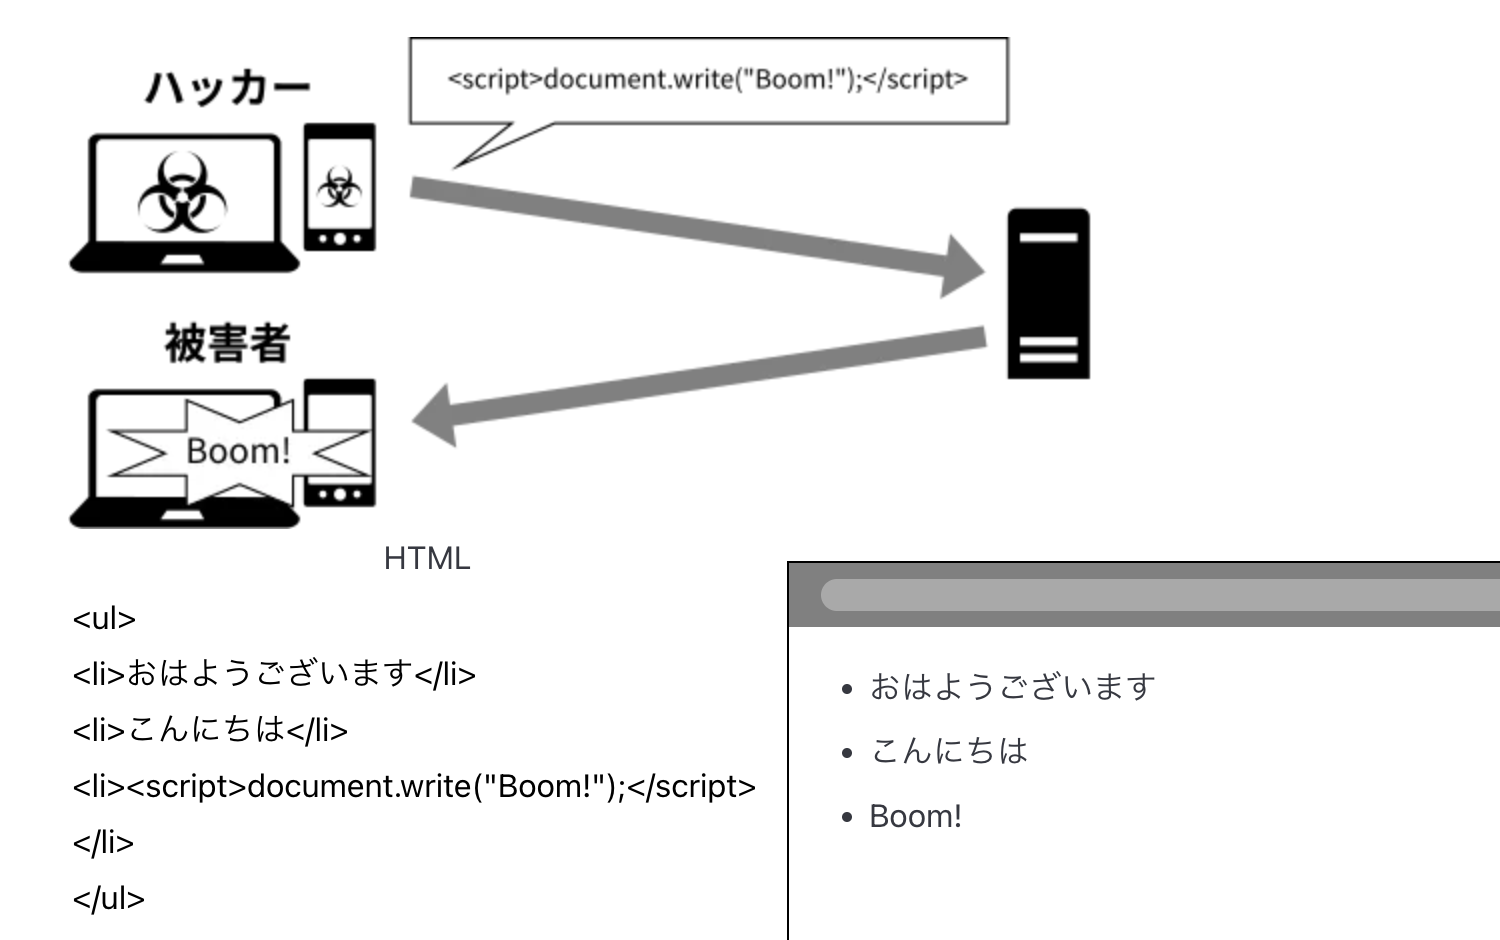 ハッカー
<script>document.write("Boom!");</script>
被害者
Boom!
HTML
<ul>
<li>おはようございます</li>
<li>こんにちは</li>
<li><script>document.write("Boom!");</script>
</li>
</ul>
• おはようございます
• こんにちは
• Boom!